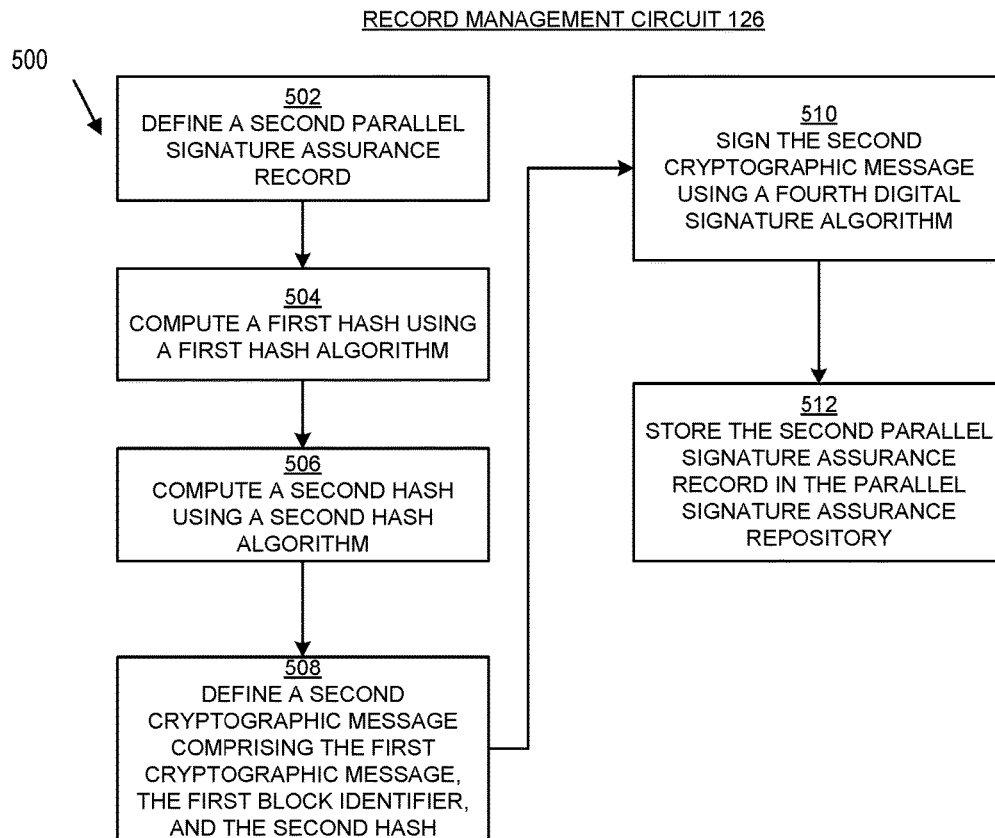 RECORD MANAGEMENT CIRCUIT 126
500
502
DEFINE A SECOND PARALLEL
SIGNATURE ASSURANCE
RECORD
504
COMPUTE A FIRST HASH USING
A FIRST HASH ALGORITHM
506
COMPUTE A SECOND HASH
USING A SECOND HASH
ALGORITHM
508
DEFINE A SECOND
CRYPTOGRAPHIC MESSAGE
COMPRISING THE FIRST
CRYPTOGRAPHIC MESSAGE,
THE FIRST BLOCK IDENTIFIER,
AND THE SECOND HASH
510
SIGN THE SECOND
CRYPTOGRAPHIC MESSAGE
USING A FOURTH DIGITAL
SIGNATURE ALGORITHM
512
STORE THE SECOND PARALLEL
SIGNATURE ASSURANCE
RECORD IN THE PARALLEL
SIGNATURE ASSURANCE
REPOSITORY